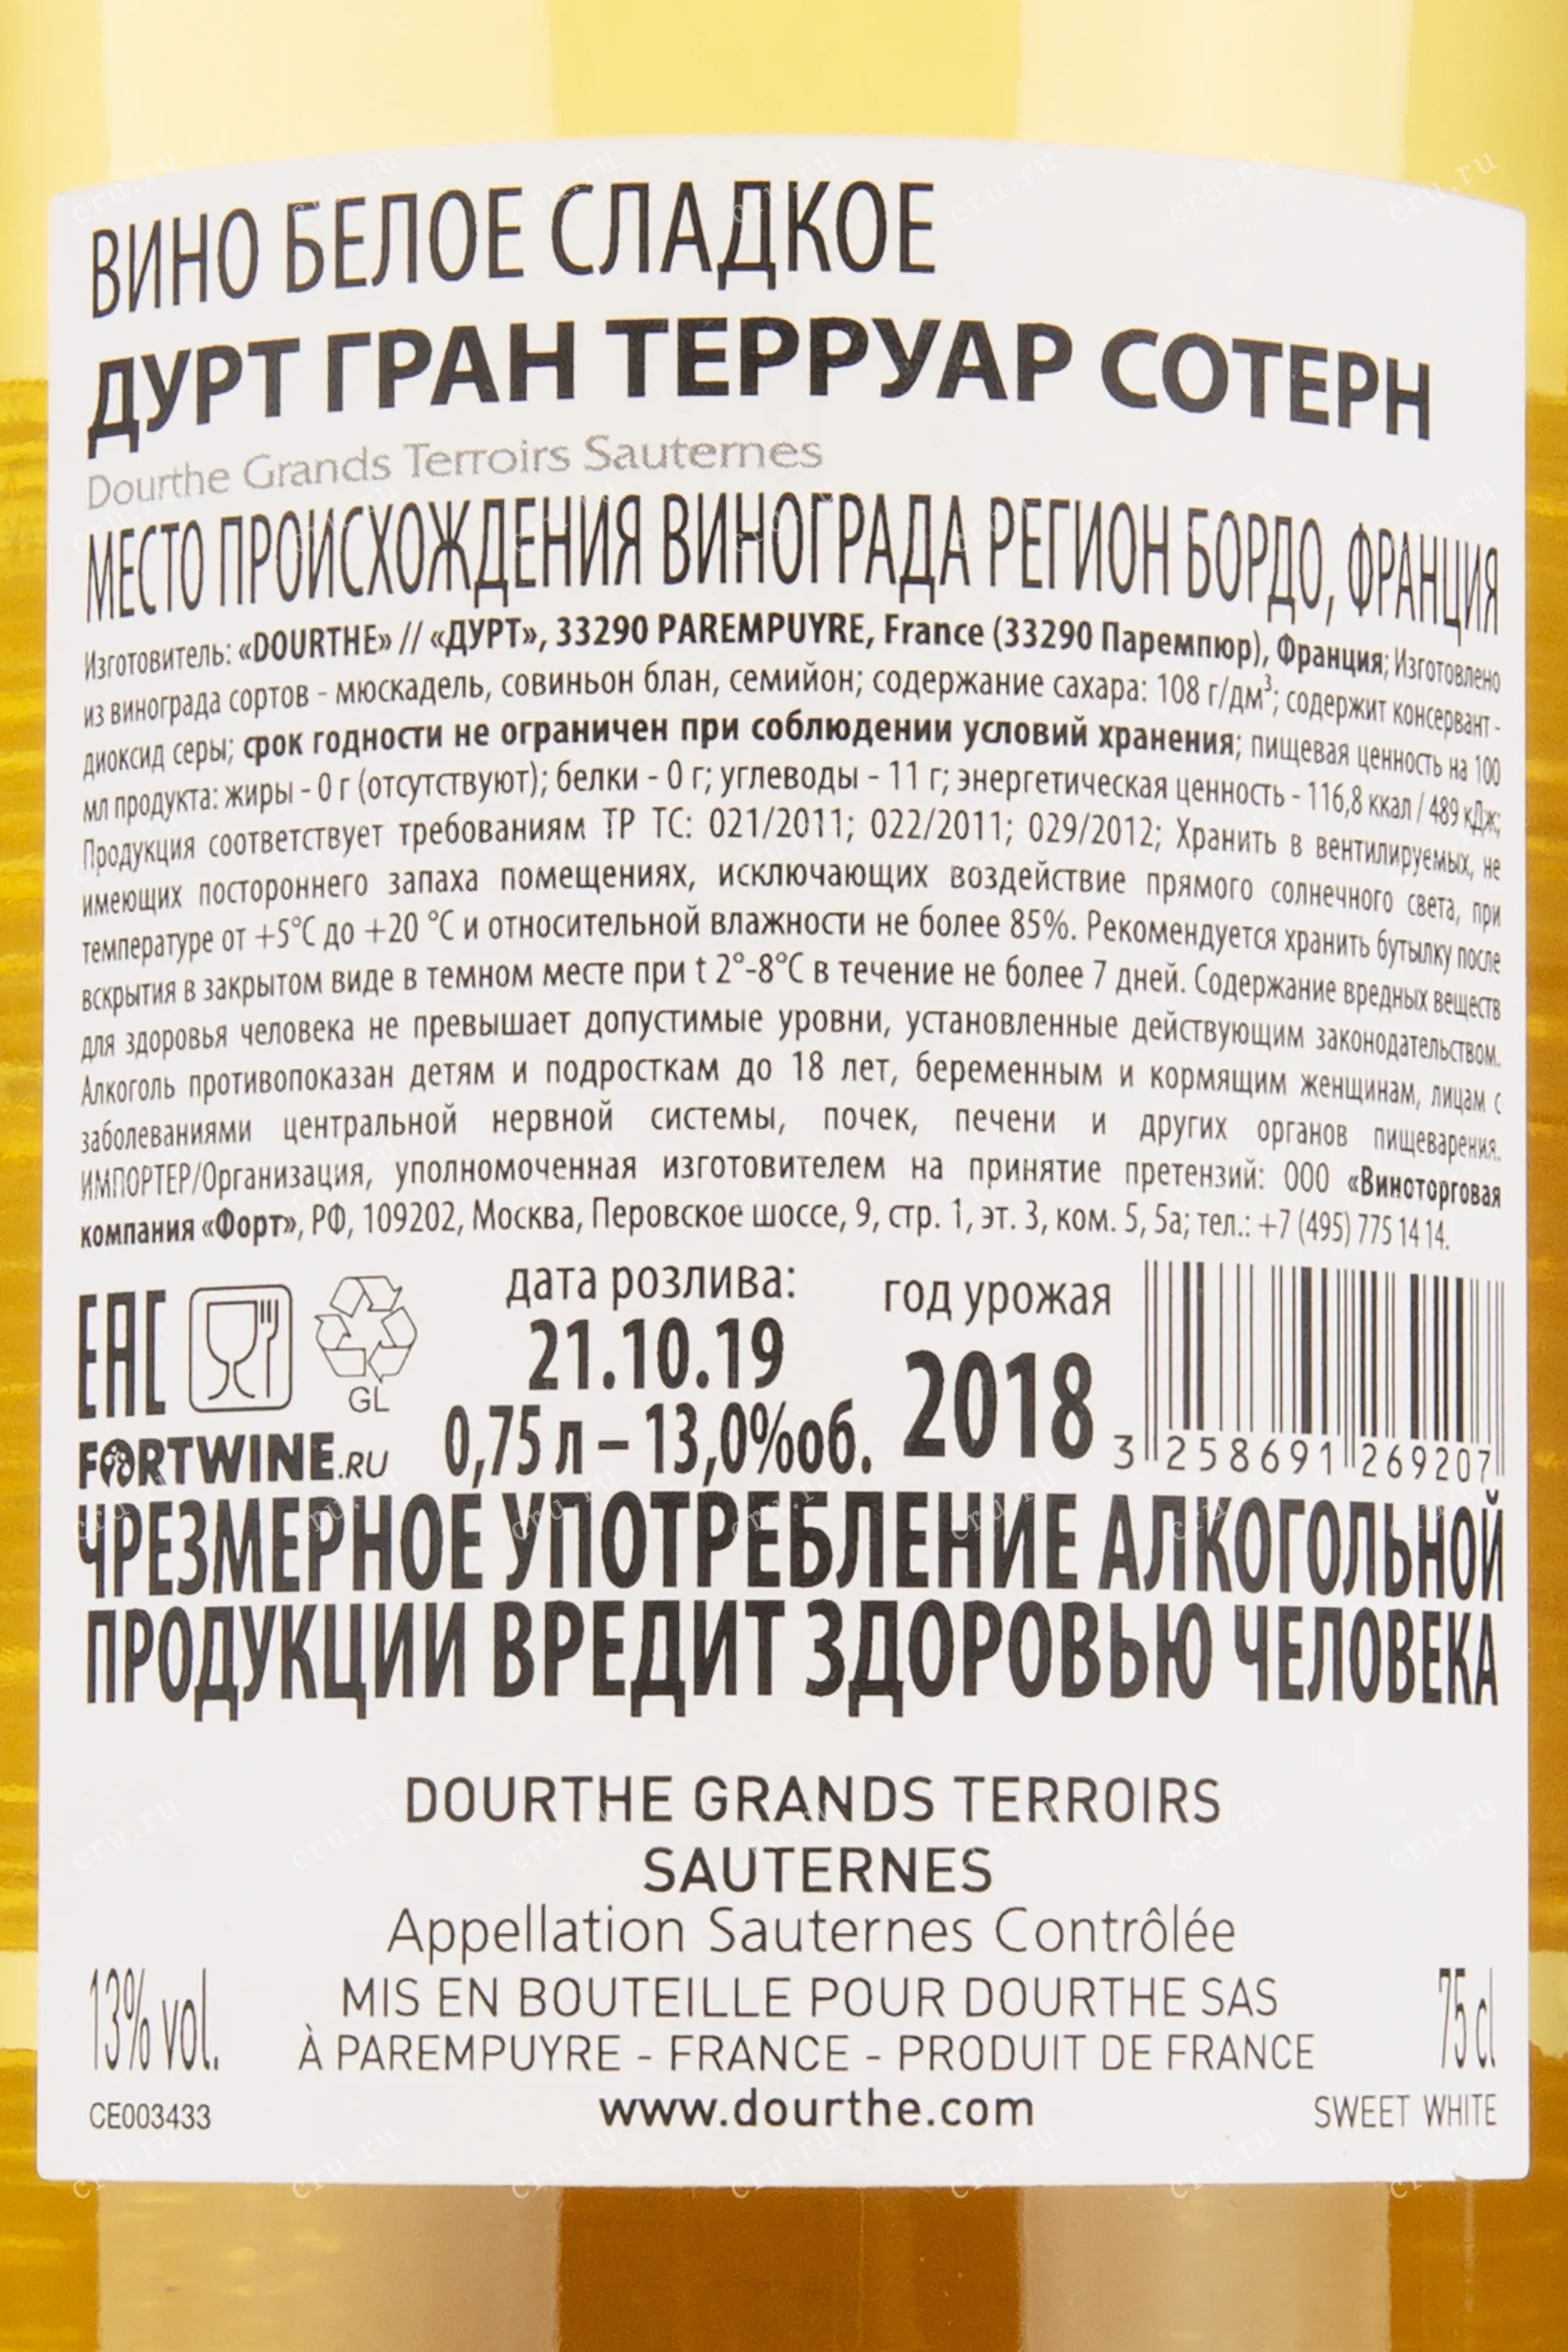 ВИНО БЕЛОЕ СЛАДКОЕ
ДУРТ ГРАН ТЕРРУАР СОТЕРН
Dourthe Grands Terroirs Sauternes
МЕСТО ПРОИСХОЖДЕНИЯ ВИНОГРАДА РЕГИОН БОРДО, ФРАНЦИЯ
Изготовитель: «DOURTHE» // «ДУРТ», 33290 PAREMPUYRE, France (33290 Паремпюр), Франция; Изготовлено
из винограда сортов - мюскадель, совиньон блан, семийон; содержание сахара: 108 г/дм³; содержит консервант -
диоксид серы; срок годности не ограничен при соблюдении условий хранения; пищевая ценность на 100
мл продукта: жиры - 0 г (отсутствуют); белки - 0 г; углеводы - 11 г; энергетическая ценность - 116,8 ккал / 489 кДж;
Продукция соответствует требованиям ТР ТС: 021/2011; 022/2011; 029/2012; Хранить в вентилируемых, не
имеющих постороннего запаха помещениях, исключающих воздействие прямого солнечного света, при
температуре от +5°С до +20 °С и относительной влажности не более 85%. Рекомендуется хранить бутылку после
вскрытия в закрытом виде в темном месте при t 2°-8°С в течение не более 7 дней. Содержание вредных веществ
для здоровья человека не превышает допустимые уровни, установленные действующим законодательством.
Алкоголь противопоказан детям и подросткам до 18 лет, беременным и кормящим женщинам, лицам с
заболеваниями центральной нервной системы, почек, печени и других органов пищеварения.
ИМПОРТЕР/Организация, уполномоченная изготовителем на принятие претензий: ООО «Виноторговая
компания «Форт», РФ, 109202, Москва, Перовское шоссе, 9, стр. 1, эт. 3, ком. 5, 5а; тел.: +7 (495) 775 14 14.
ЕАС
GL
дата розлива:
21.10.19
год урожая
2018
FORTWINE.RU
0,75 л – 13,0%об.
3 258691 269207
ЧРЕЗМЕРНОЕ УПОТРЕБЛЕНИЕ АЛКОГОЛЬНОЙ
ПРОДУКЦИИ ВРЕДИТ ЗДОРОВЬЮ ЧЕЛОВЕКА
DOURTHE GRANDS TERROIRS
SAUTERNES
Appellation Sauternes Contrôlée
MIS EN BOUTEILLE POUR DOURTHE SAS
À PAREMPUYRE - FRANCE - PRODUIT DE FRANCE
www.dourthe.com
13% vol.
CE003433
75 cl
SWEET WHITE
cru.ru